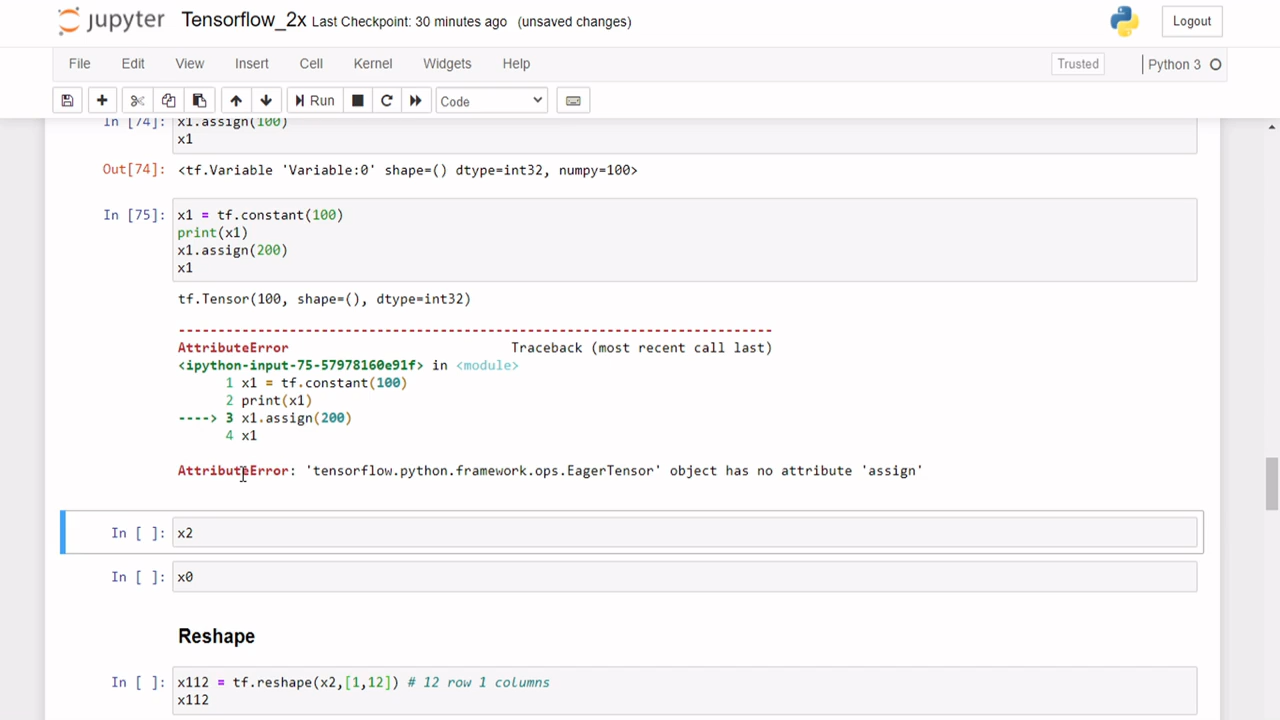 jupyter Tensorflow_2x Last Checkpoint: 30 minutes ago (unsaved changes) Logout
File Edit View Insert Cell Kernel Widgets Help Trusted Python 3
Run Code
In [74]: x1.assign(100)
x1
Out[74]: <tf.Variable 'Variable:0' shape=() dtype=int32, numpy=100>
In [75]: x1 = tf.constant(100)
print(x1)
x1.assign(200)
x1
tf.Tensor(100, shape=(), dtype=int32)
---------------------------------------------------------------------------
AttributeError Traceback (most recent call last)
<ipython-input-75-57978160e91f> in <module>
1 x1 = tf.constant(100)
2 print(x1)
----> 3 x1.assign(200)
4 x1
AttributeError: 'tensorflow.python.framework.ops.EagerTensor' object has no attribute 'assign'
In [ ]: x2
In [ ]: x0
Reshape
In [ ]: x112 = tf.reshape(x2,[1,12]) # 12 row 1 columns
x112